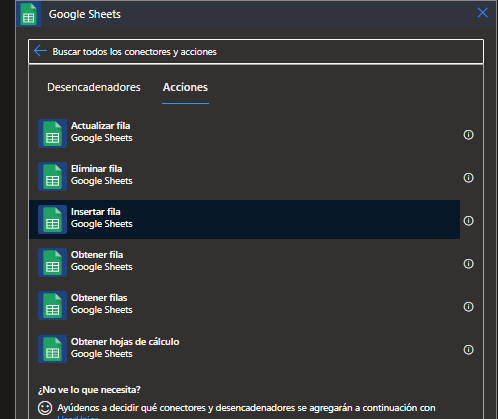 Google Sheets
Buscar todos los conectores y acciones
Desencadenadores Acciones
Actualizar fila
Google Sheets
Eliminar fila
Google Sheets
Insertar fila
Google Sheets
Obtener fila
Google Sheets
Obtener filas
Google Sheets
Obtener hojas de cálculo
Google Sheets
¿No ve lo que necesita?
Ayúdenos a decidir qué conectores y desencadenadores se agregarán a continuación con